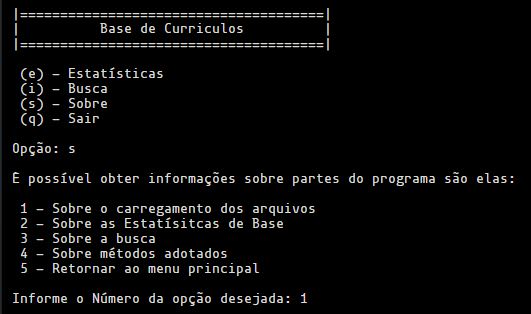 |======================================|
|          Base de Curriculos          |
|======================================|
(e) – Estatísticas
(i) – Busca
(s) – Sobre
(q) – Sair
Opção: s
E possível obter informações sobre partes do programa são elas:
1 – Sobre o carregamento dos arquivos
2 – Sobre as Estatísitcas de Base
3 – Sobre a busca
4 – Sobre métodos adotados
5 – Retornar ao menu principal
Informe o Número da opção desejada: 1